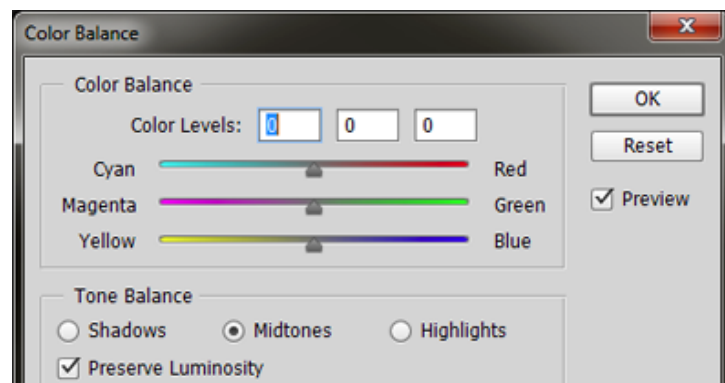 Color Balance
Color Balance
Color Levels: 0 0 0
OK
Reset
Cyan Red
Magenta Green
Preview
Yellow Blue
Tone Balance
Shadows Midtones Highlights
Preserve Luminosity